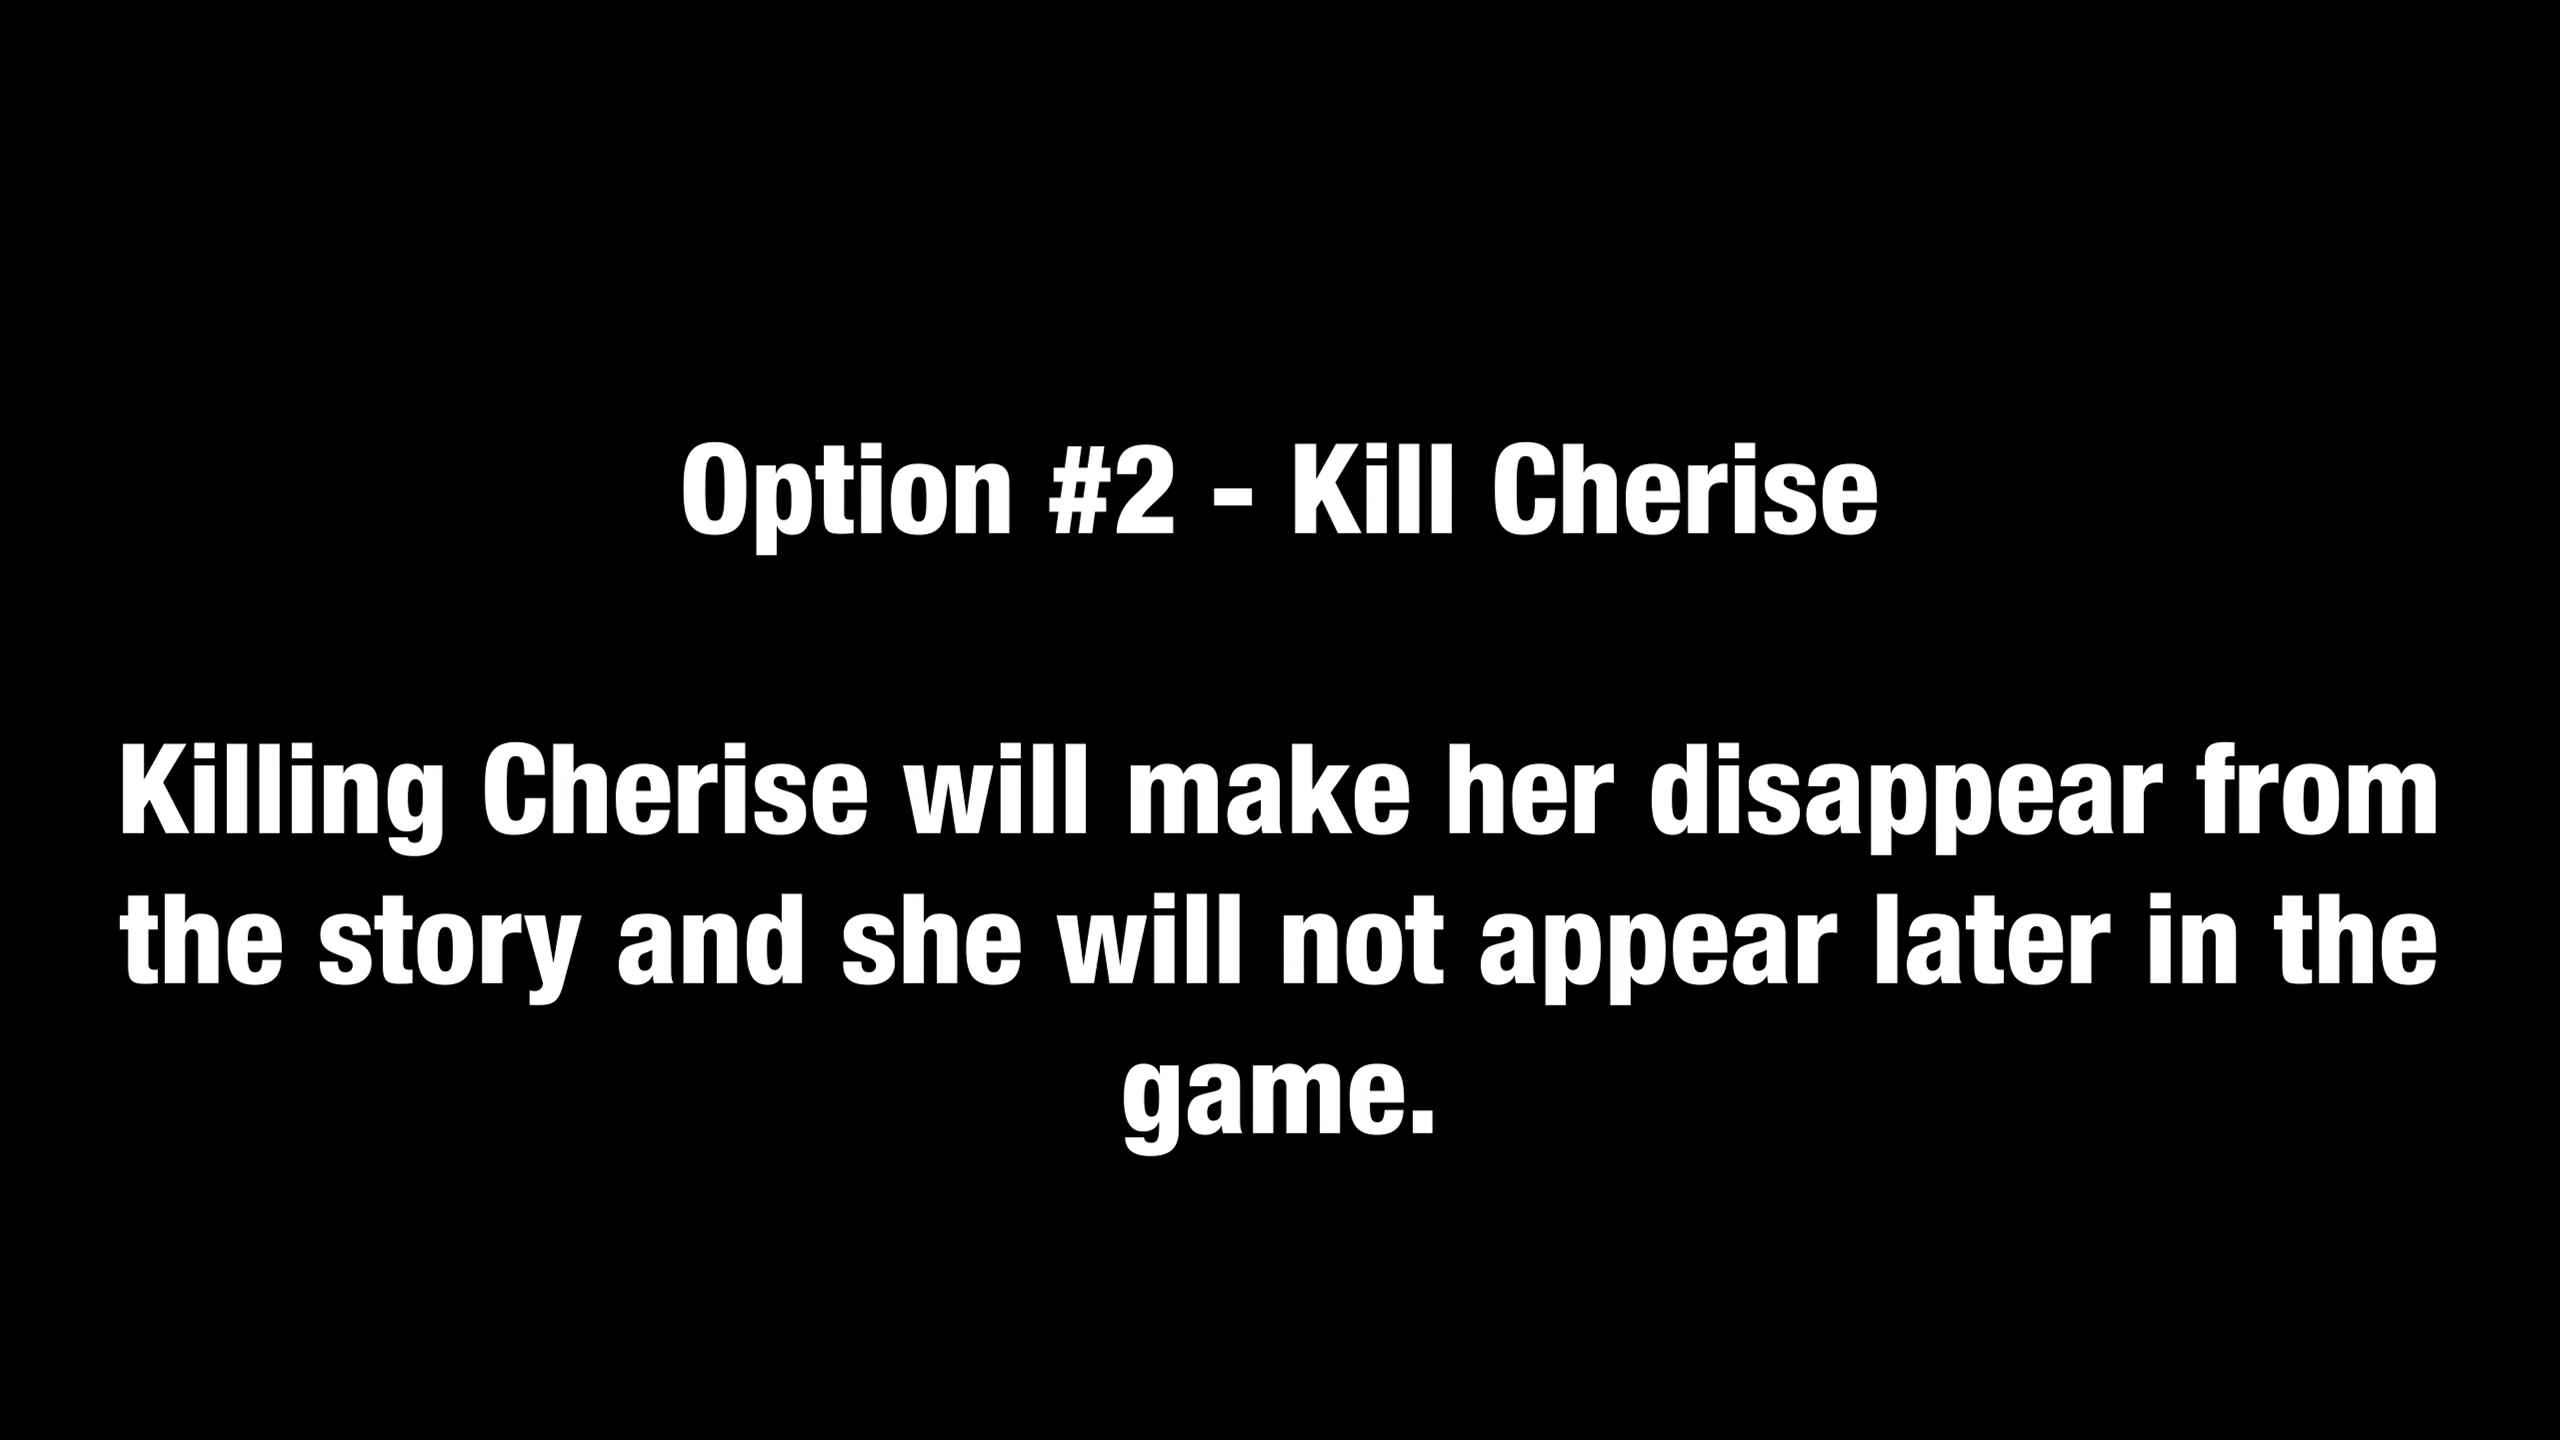 Option #2 - Kill Cherise
Killing Cherise will make her disappear from
the story and she will not appear later in the
game.